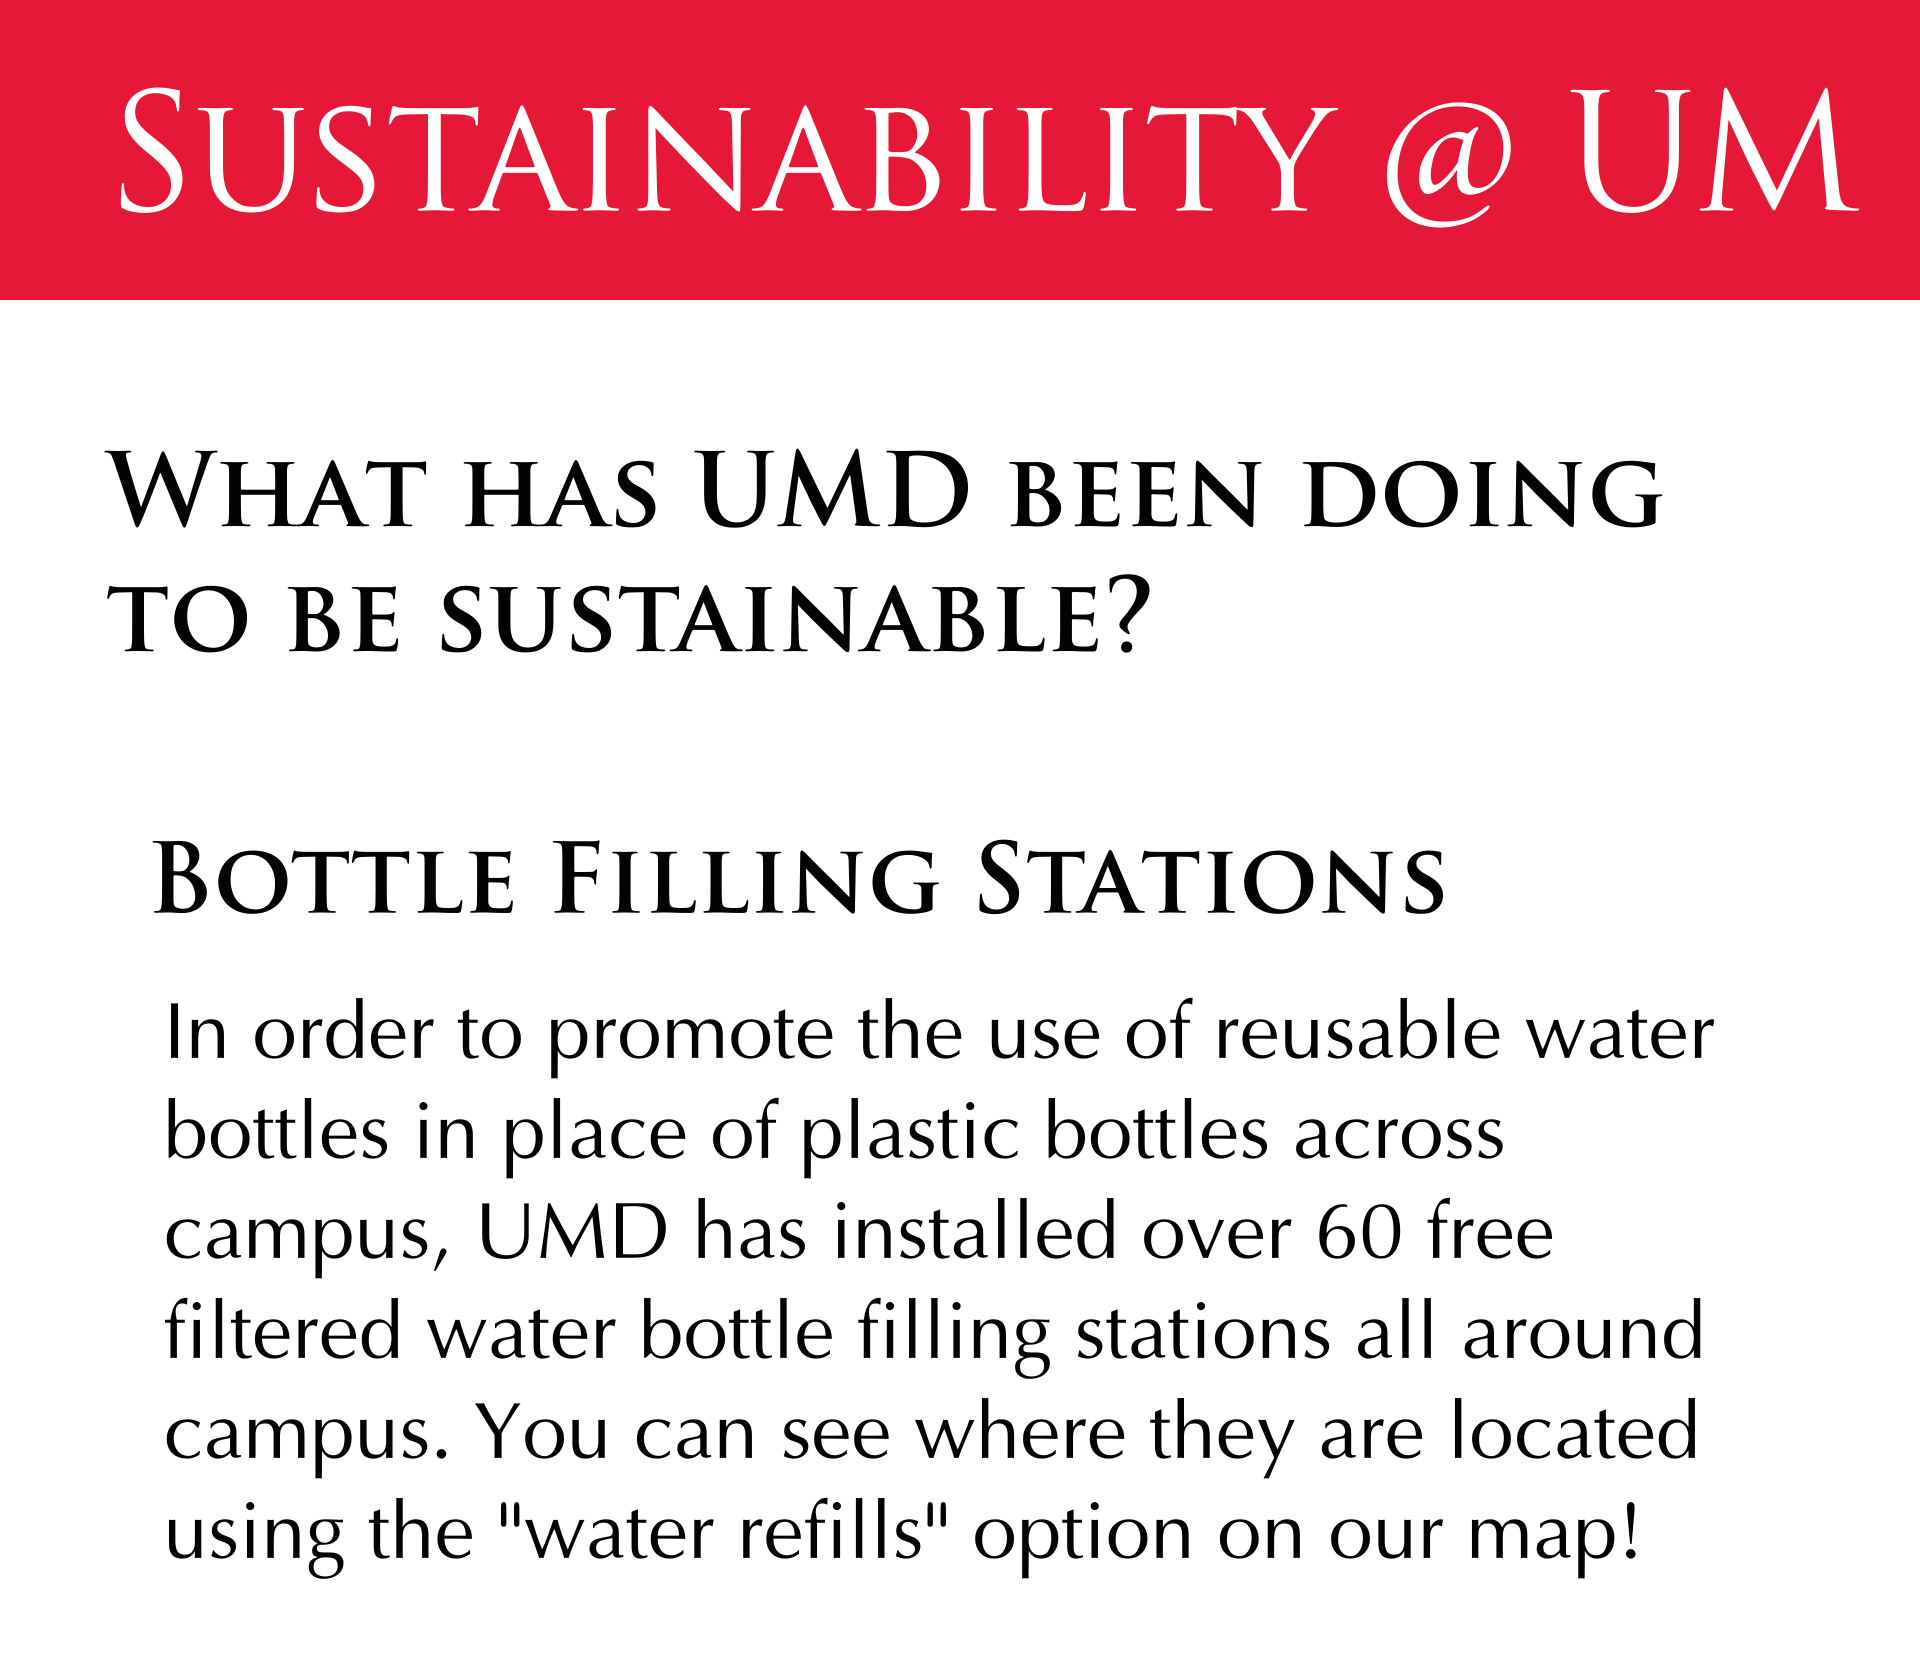 Sustainability @ UM
What has UMD been doing
to be sustainable?
Bottle Filling Stations
In order to promote the use of reusable water
bottles in place of plastic bottles across
campus, UMD has installed over 60 free
filtered water bottle filling stations all around
campus. You can see where they are located
using the "water refills" option on our map!